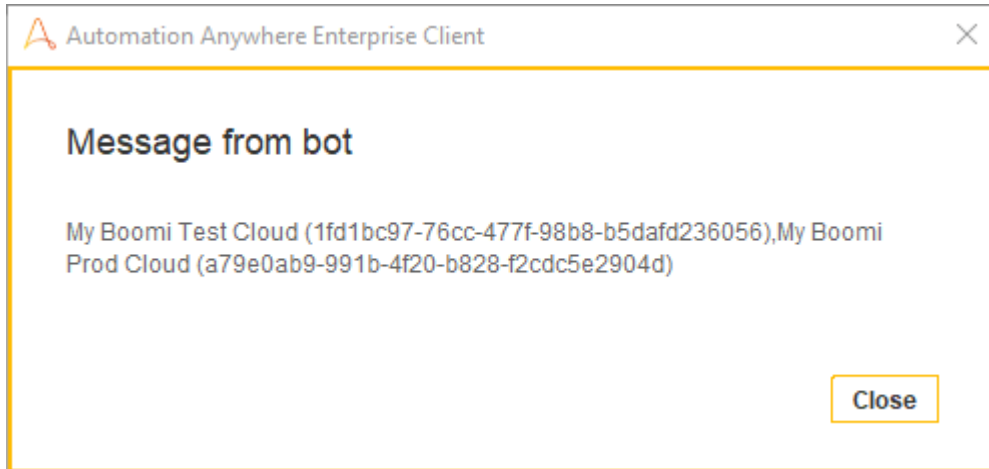 Automation Anywhere Enterprise Client
Message from bot
My Boomi Test Cloud (1fd1bc97-76cc-477f-98b8-b5dafd236056),My Boomi
Prod Cloud (a79e0ab9-991b-4f20-b828-f2cdc5e2904d)
Close